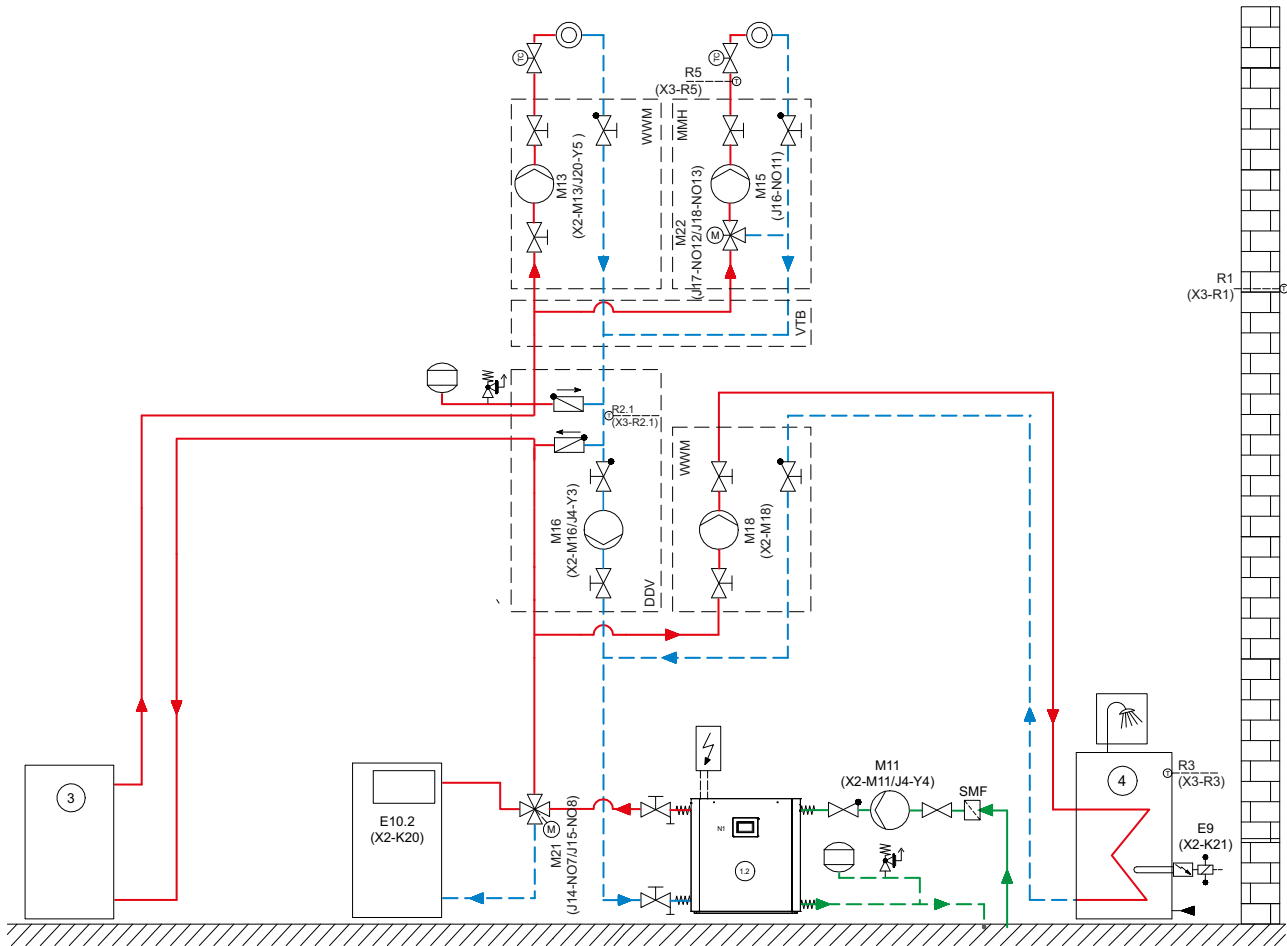 R5
(X3-R5)
WWM
MMH
M13
(X2-M13/J20-Y5 )
M15
(J16-NO11)
M22
(J17-NO12/J18-NO13)
M
R1
(X3-R1)
T
VTB
R2.1
(X3-R2.1)
T
WWM
M16
(X2-M16/J4-Y3)
M18
(X2-M18)
DDV
M11
(X2-M11/J4-Y4)
SMF
3
E10.2
(X2-K20)
M
M21
(J14-NO7/J15-NO8)
N1
1.2
4
T
R3
(X3-R3)
E9
(X2-K21)